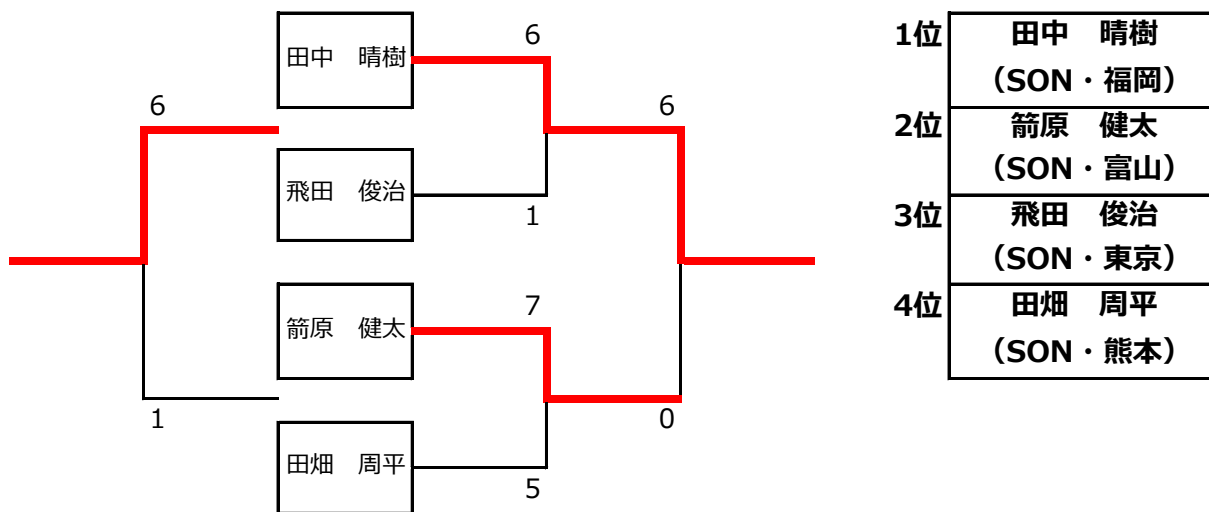 6
1
田中　晴樹
飛田　俊治
箭原　健太
田畑　周平
6
1
7
5
6
0
1位
田中　晴樹
（SON・福岡）
2位
箭原　健太
（SON・富山）
3位
飛田　俊治
（SON・東京）
4位
田畑　周平
（SON・熊本）